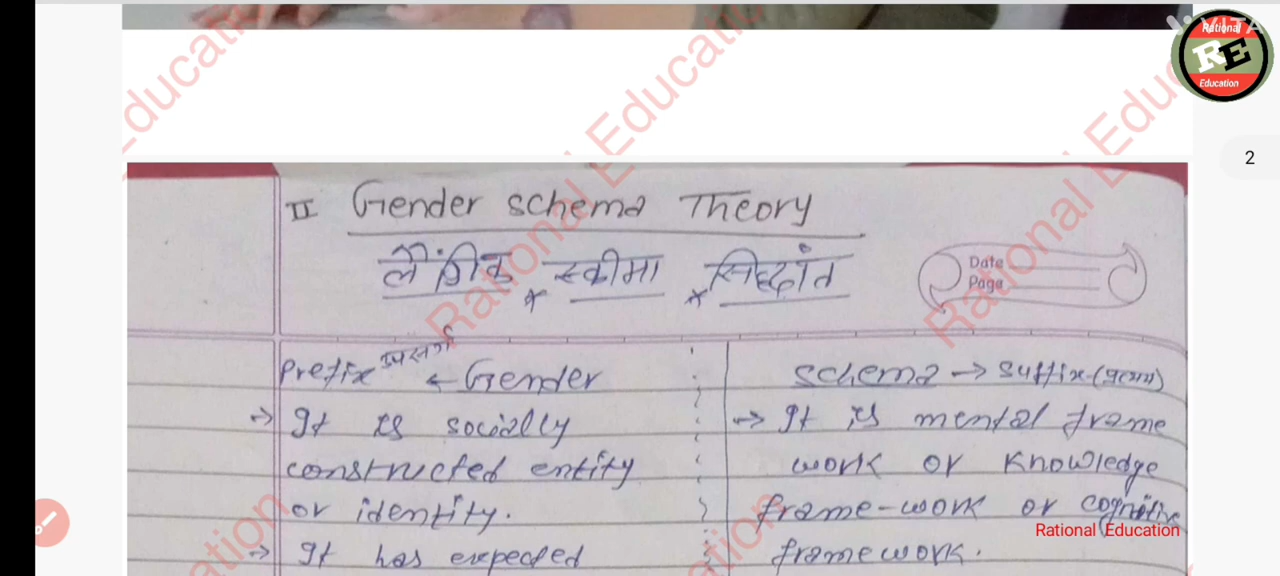 Rational
RE
Education
2
II Gender Schema Theory
लैंगिक स्कीमा सिद्धांत
Date
Page
Prefix उपसर्ग ← Gender
→ It is socially
constructed entity
or identity.
→ It has expected
schema → suffix-(प्रत्यय)
→ It is mental frame
work or knowledge
frame-work or cognitive
framework.
Rational Education